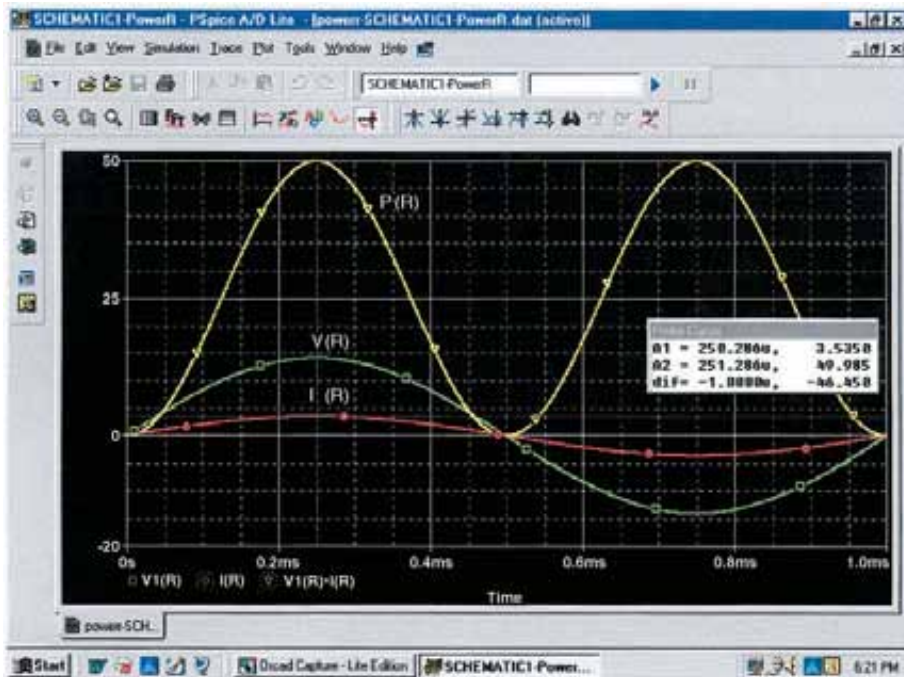 SCHEMATIC1-PowerR - PSpice A/D Lite - [power-SCHEMATIC1-PowerR.dat (active)]
File Edit View Simulation Trace Plot Tools Window Help
SCHEMATIC1-PowerR
50
P(R)
25
V(R)
I (R)
Probe Cursor
A1 = 250.286u, 3.5350
A2 = 251.286u, 49.985
dif= -1.0000u, -46.450
0
-20
0s 0.2ms 0.4ms 0.6ms 0.8ms 1.0ms
V1(R) I(R) V1(R)*I(R)
Time
power-SCH...
Start Orcad Capture - Lite Edition SCHEMATIC1-Power... 6:21 PM